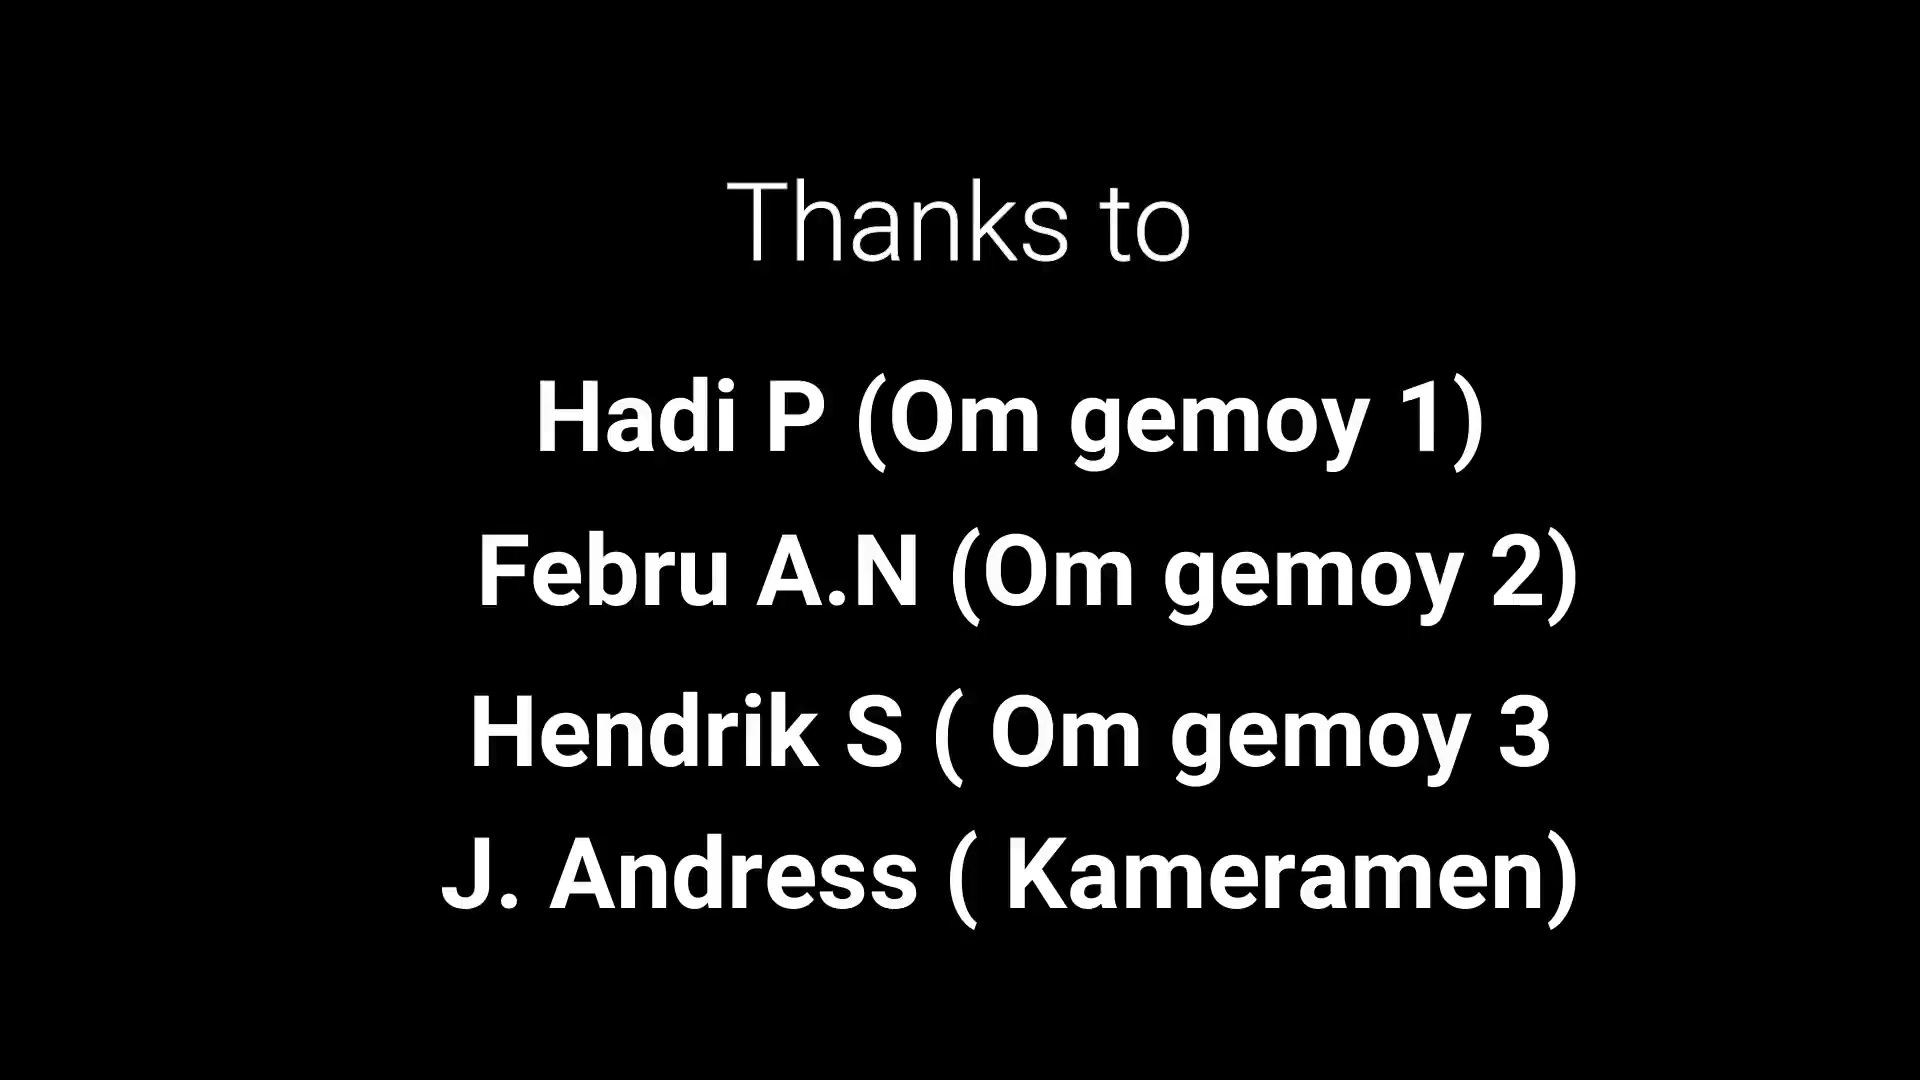 Thanks to
Hadi P (Om gemoy 1)
Febru A.N (Om gemoy 2)
Hendrik S ( Om gemoy 3
J. Andress ( Kameramen)